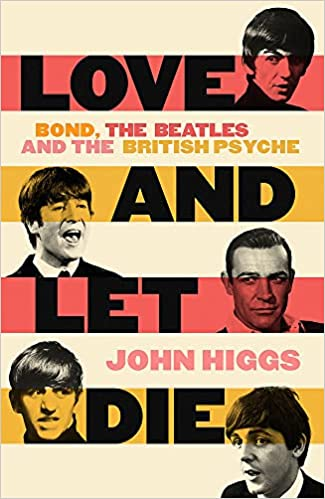 LOVE
BOND, THE BEATLES
AND THE BRITISH PSYCHE
AND
LET
JOHN HIGGS
DIE